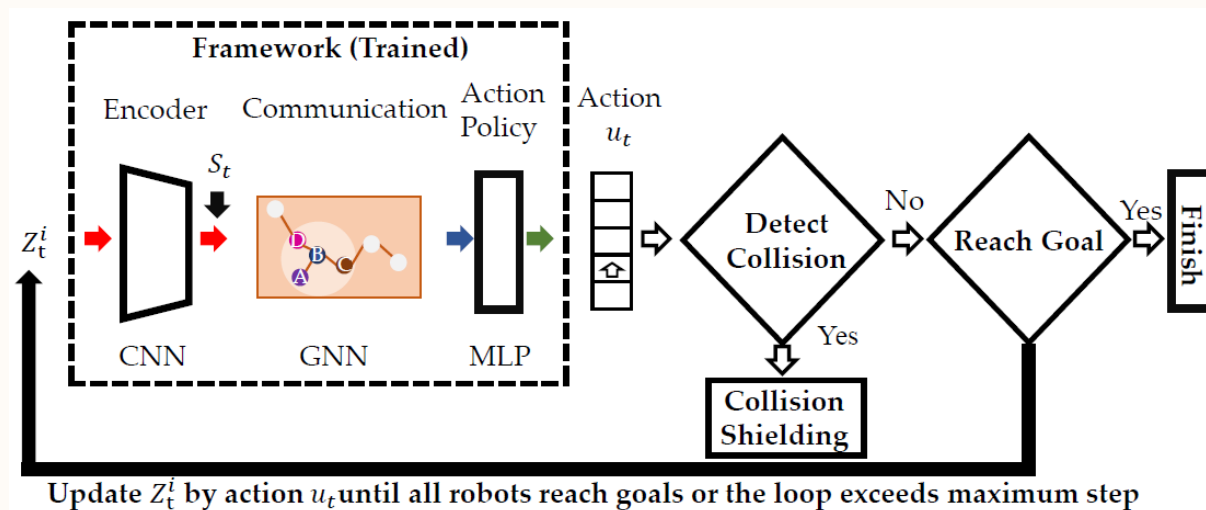 Framework (Trained)
Encoder
Communication
Action
Policy
Action
u_t
S_t
Z_t^i
D
B
A
C
CNN
GNN
MLP
Detect
Collision
No
Yes
Collision
Shielding
Reach Goal
Yes
Finish
Update Z_t^i by action u_t until all robots reach goals or the loop exceeds maximum step